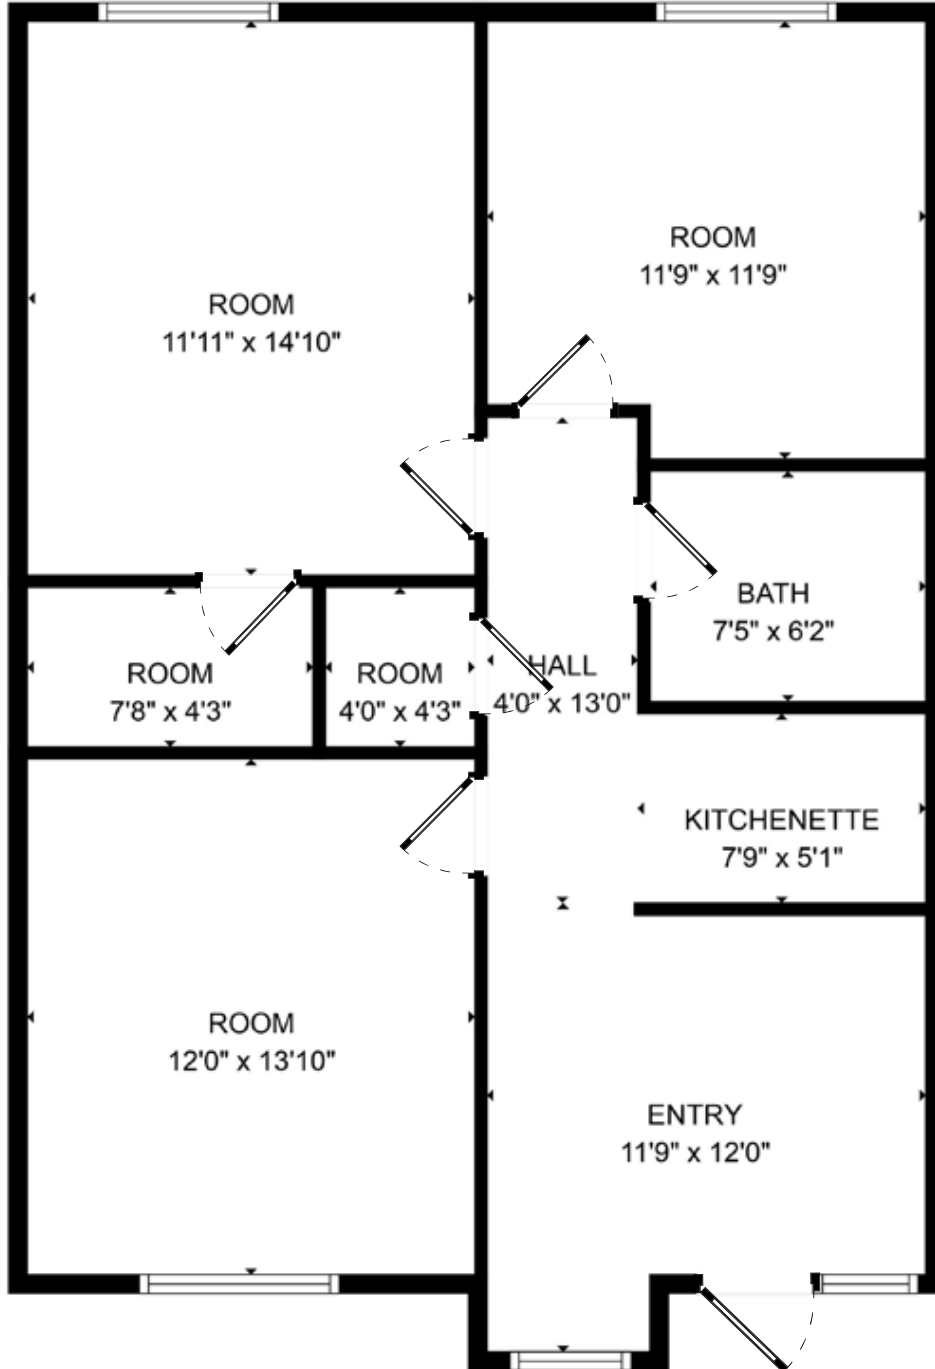 ROOM
11'9" x 11'9"
ROOM
11'11" x 14'10"
BATH
7'5" x 6'2"
ROOM
7'8" x 4'3"
ROOM
4'0" x 4'3"
HALL
4'0" x 13'0"
KITCHENETTE
7'9" x 5'1"
ROOM
12'0" x 13'10"
ENTRY
11'9" x 12'0"